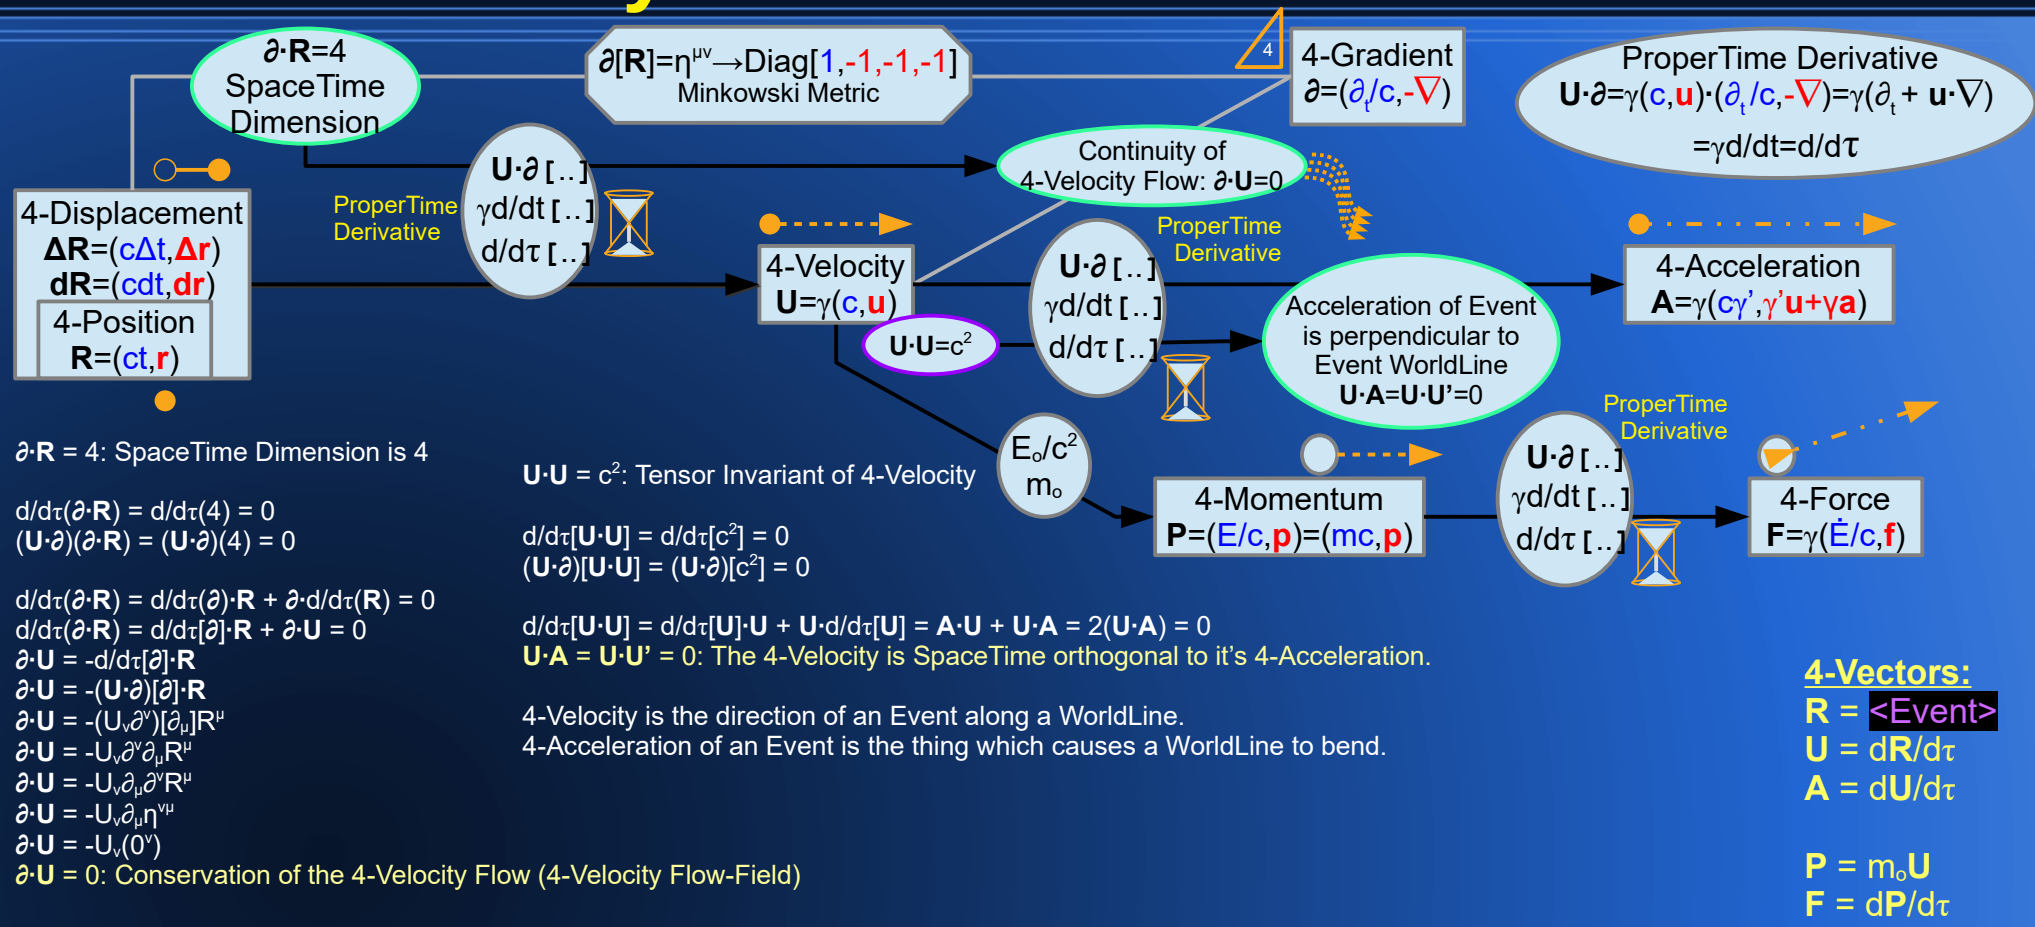 ∂·R=4
SpaceTime
Dimension
∂[R]=η^μν→Diag[1,-1,-1,-1]
Minkowski Metric
4
4-Gradient
∂=(∂ₜ/c,-∇)
ProperTime Derivative
U·∂=γ(c,u)·(∂ₜ/c,-∇)=γ(∂ₜ + u·∇)
=γd/dt=d/dτ
4-Displacement
ΔR=(cΔt,Δr)
dR=(cdt,dr)
4-Position
R=(ct,r)
ProperTime
Derivative
U·∂ [..]
γd/dt [..]
d/dτ [..]
Continuity of
4-Velocity Flow: ∂·U=0
4-Velocity
U=γ(c,u)
U·U=c²
ProperTime
Derivative
U·∂ [..]
γd/dt [..]
d/dτ [..]
Acceleration of Event
is perpendicular to
Event WorldLine
U·A=U·U’=0
4-Acceleration
A=γ(cγ’,γ’u+γa)
Eₒ/c²
mₒ
4-Momentum
P=(E/c,p)=(mc,p)
ProperTime
Derivative
U·∂ [..]
γd/dt [..]
d/dτ [..]
4-Force
F=γ(Ė/c,f)
∂·R = 4: SpaceTime Dimension is 4
d/dτ(∂·R) = d/dτ(4) = 0
(U·∂)(∂·R) = (U·∂)(4) = 0
d/dτ(∂·R) = d/dτ(∂)·R + ∂·d/dτ(R) = 0
d/dτ(∂·R) = d/dτ[∂]·R + ∂·U = 0
∂·U = -d/dτ[∂]·R
∂·U = -(U·∂)[∂]·R
∂·U = -(U_ν∂^ν)[∂_μ]R^μ
∂·U = -U_ν∂^ν∂_μR^μ
∂·U = -U_ν∂_μ∂^νR^μ
∂·U = -U_ν∂_μη^νμ
∂·U = -U_ν(0^ν)
∂·U = 0: Conservation of the 4-Velocity Flow (4-Velocity Flow-Field)
U·U = c²: Tensor Invariant of 4-Velocity
d/dτ[U·U] = d/dτ[c²] = 0
(U·∂)[U·U] = (U·∂)[c²] = 0
d/dτ[U·U] = d/dτ[U]·U + U·d/dτ[U] = A·U + U·A = 2(U·A) = 0
U·A = U·U’ = 0: The 4-Velocity is SpaceTime orthogonal to it’s 4-Acceleration.
4-Velocity is the direction of an Event along a WorldLine.
4-Acceleration of an Event is the thing which causes a WorldLine to bend.
4-Vectors:
R = <Event>
U = dR/dτ
A = dU/dτ
P = mₒU
F = dP/dτ